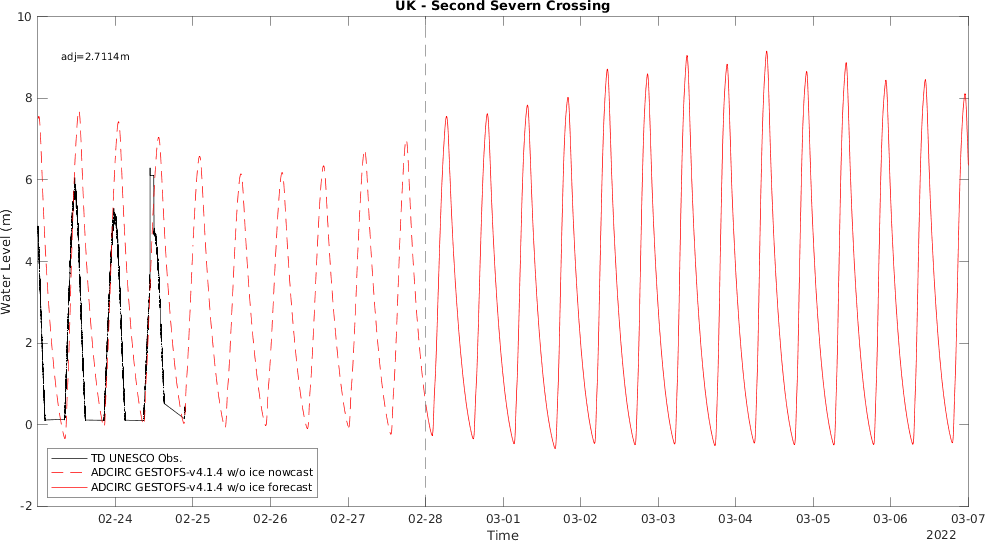 UK - Second Severn Crossing
10
adj=2.7114m
8
6
4
2
0
-2
Water Level (m)
TD UNESCO Obs.
ADCIRC GESTOFS-v4.1.4 w/o ice nowcast
ADCIRC GESTOFS-v4.1.4 w/o ice forecast
02-24 02-25 02-26 02-27 02-28 03-01 03-02 03-03 03-04 03-05 03-06 03-07
Time
2022